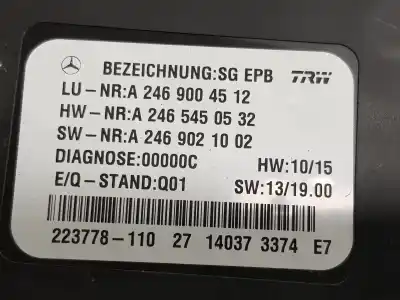 BEZEICHNUNG:SG EPB TRW
LU-NR:A 246 900 45 12
HW-NR:A 246 545 05 32
SW-NR:A 246 902 10 02
DIAGNOSE:00000C HW:10/15
E/Q-STAND:Q01 SW:13/19.00
223778-110 27 14037 3374 E7